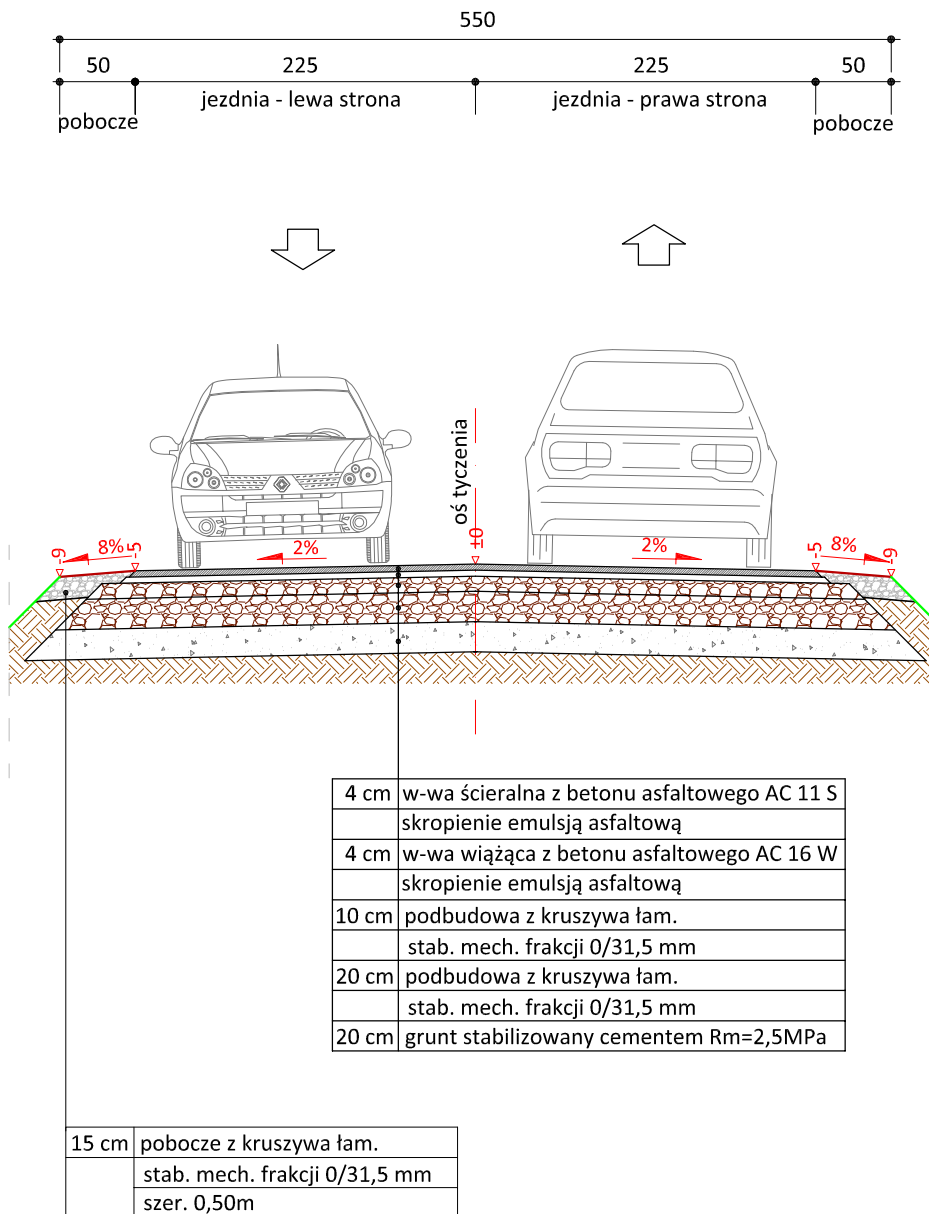 550
50 225 225 50
jezdnia - lewa strona jezdnia - prawa strona
pobocze pobocze
oś tyczenia
-9 8% -5 2% ±0 2% -5 8% -9
4 cm w-wa ścieralna z betonu asfaltowego AC 11 S
skropienie emulsją asfaltową
4cm w-wa wiążąca z betonu asfaltowego AC 16 W
skropienie emulsją asfaltową
10 cm podbudowa z kruszywa łam.
stab. mech. frakcji 0/31,5 mm
20 cm podbudowa z kruszywa łam.
stab. mech. frakcji 0/31,5 mm
20 cm grunt stabilizowany cementem Rm=2,5MPa
15 cm pobocze z kruszywa łam.
stab. mech. frakcji 0/31,5 mm
szer. 0,50m